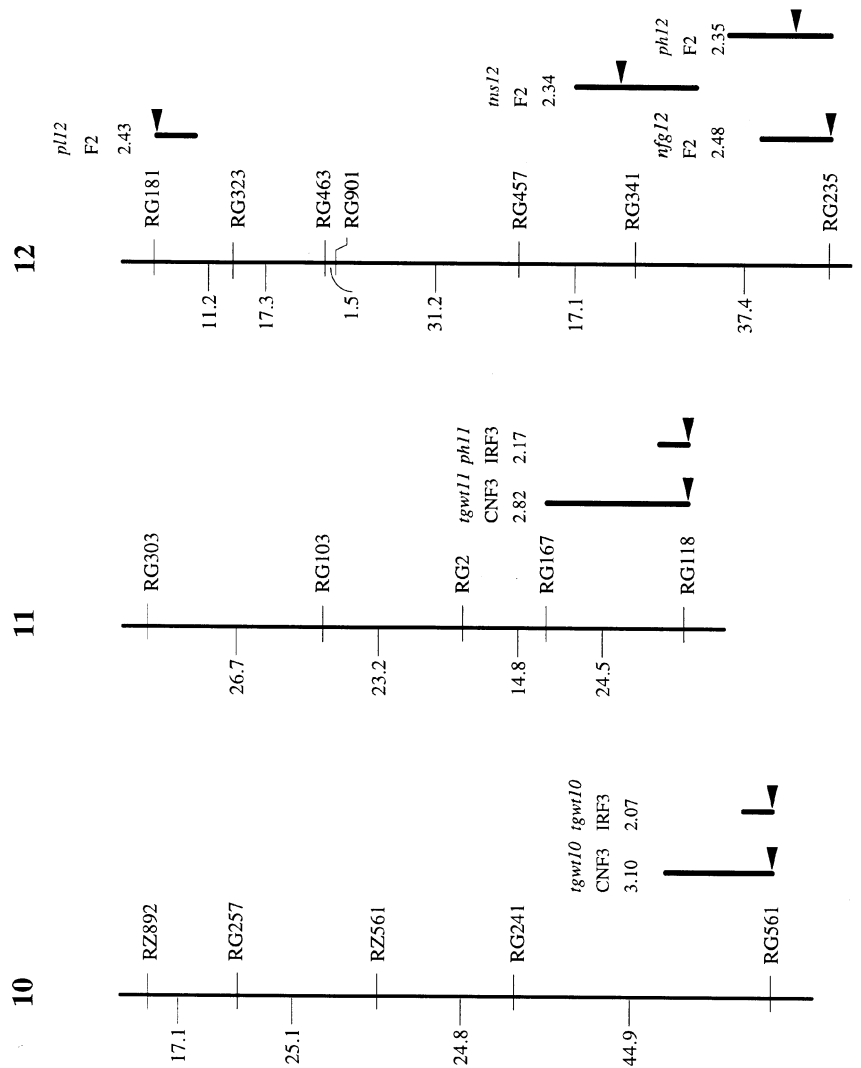 10
RZ892
17.1
RG257
25.1
RZ561
24.8
RG241
44.9
RG561
tgwt10 tgwt10
CNF3 IRF3
3.10 2.07
11
RG303
26.7
RG103
23.2
RG2
14.8
RG167
24.5
RG118
tgwt11 ph11
CNF3 IRF3
2.82 2.17
12
RG181
11.2
RG323
17.3
RG463
1.5
RG901
31.2
RG457
17.1
RG341
37.4
RG235
pl12
F2
2.43
tns12
F2
2.34
nfg12
F2
2.48
ph12
F2
2.35